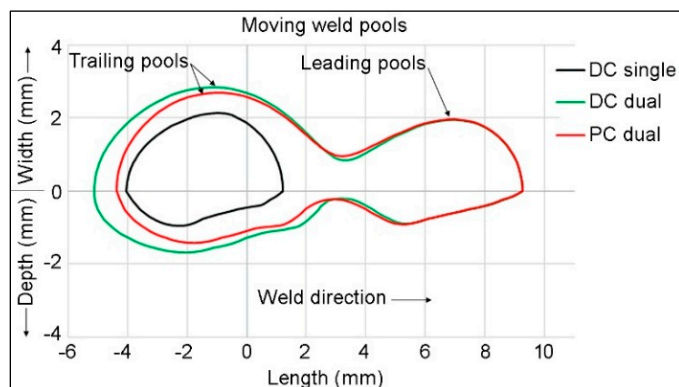 Moving weld pools
4
Trailing pools
Leading pools
DC single
DC dual
PC dual
2
Width (mm)
0
Depth (mm)
-2
Weld direction
-4
-6 -4 -2 0 2 4 6 8 10
Length (mm)